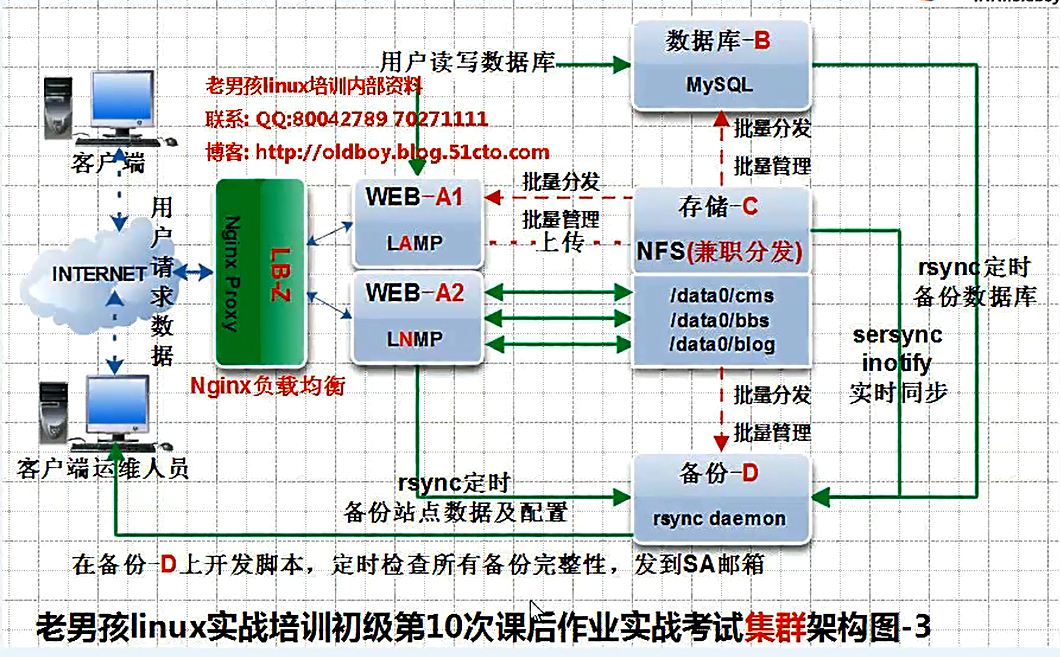 数据库-B
MySQL
用户读写数据库
老男孩linux培训内部资料
联系: QQ:80042789 70271111
博客: http://oldboy.blog.51cto.com
客户端
批量分发
批量管理
用户请求数据
INTERNET
Nginx Proxy
LB-Z
WEB-A1
LAMP
批量分发
批量管理
上传
存储-C
NFS(兼职分发)
WEB-A2
LNMP
/data0/cms
/data0/bbs
/data0/blog
rsync定时
备份数据库
sersync
inotify
实时同步
Nginx负载均衡
批量分发
批量管理
客户端运维人员
rsync定时
备份站点数据及配置
备份-D
rsync daemon
在备份-D上开发脚本，定时检查所有备份完整性，发到SA邮箱
老男孩linux实战培训初级第10次课后作业实战考试集群架构图-3